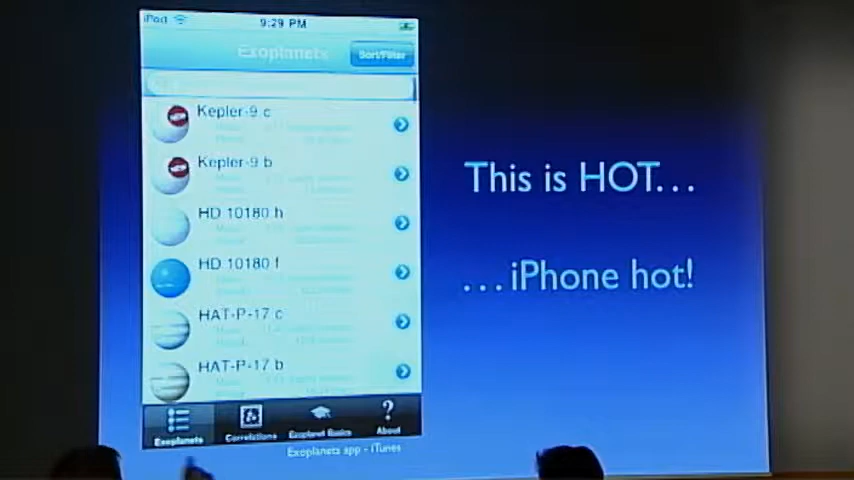 iPod 9:29 PM
Exoplanets Sort/Filter
Kepler-9 c
Kepler-9 b
HD 10180 h
HD 10180 f
HAT-P-17 c
HAT-P-17 b
Exoplanets Correlations Exoplanet Basics ? About
Exoplanets app - iTunes
This is HOT...
...iPhone hot!